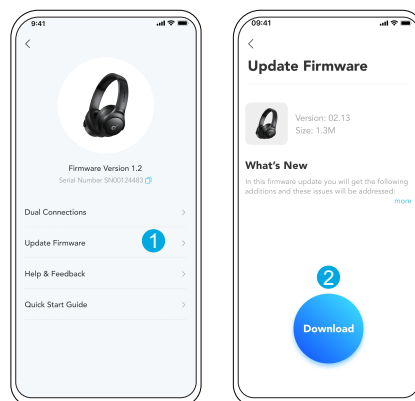 9:41
Firmware Version 1.2
Serial Number SN00124483
Dual Connections
Update Firmware
1
Help & Feedback
Quick Start Guide
09:41
Update Firmware
Version: 02.13
Size: 1.3M
What's New
In this firmware update you will get the following
additions and these issues will be addressed:
more
2
Download